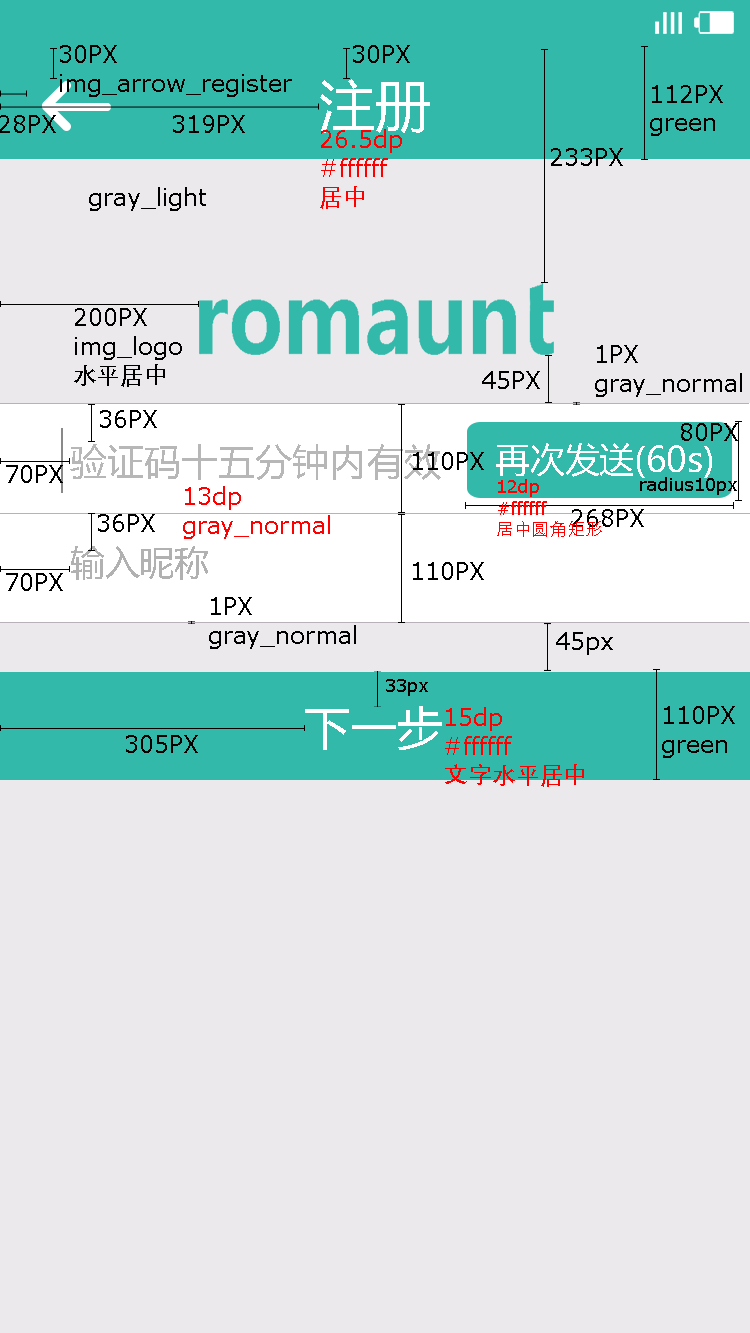 30PX
30PX
img_arrow_register
注册
112PX
green
28PX
319PX
26.5dp
#ffffff
居中
233PX
gray_light
200PX
img_logo
水平居中
romaunt
1PX
gray_normal
45PX
36PX
80PX
70PX
验证码十五分钟内有效
110PX
再次发送(60s)
radius10px
13dp
gray_normal
12dp
#ffffff
居中圆角矩形
268PX
36PX
70PX
输入昵称
110PX
1PX
gray_normal
45px
33px
下一步
15dp
#ffffff
文字水平居中
110PX
green
305PX